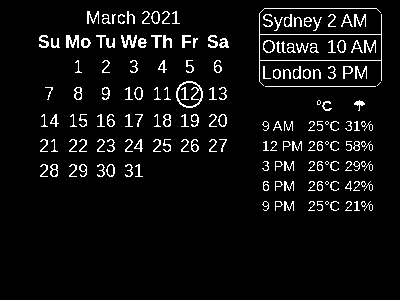 March 2021
Su Mo Tu We Th Fr Sa
1 2 3 4 5 6
7 8 9 10 11 12 13
14 15 16 17 18 19 20
21 22 23 24 25 26 27
28 29 30 31
Sydney 2 AM
Ottawa 10 AM
London 3 PM
°C ☂
9 AM 25°C 31%
12 PM 26°C 58%
3 PM 26°C 29%
6 PM 26°C 42%
9 PM 25°C 21%